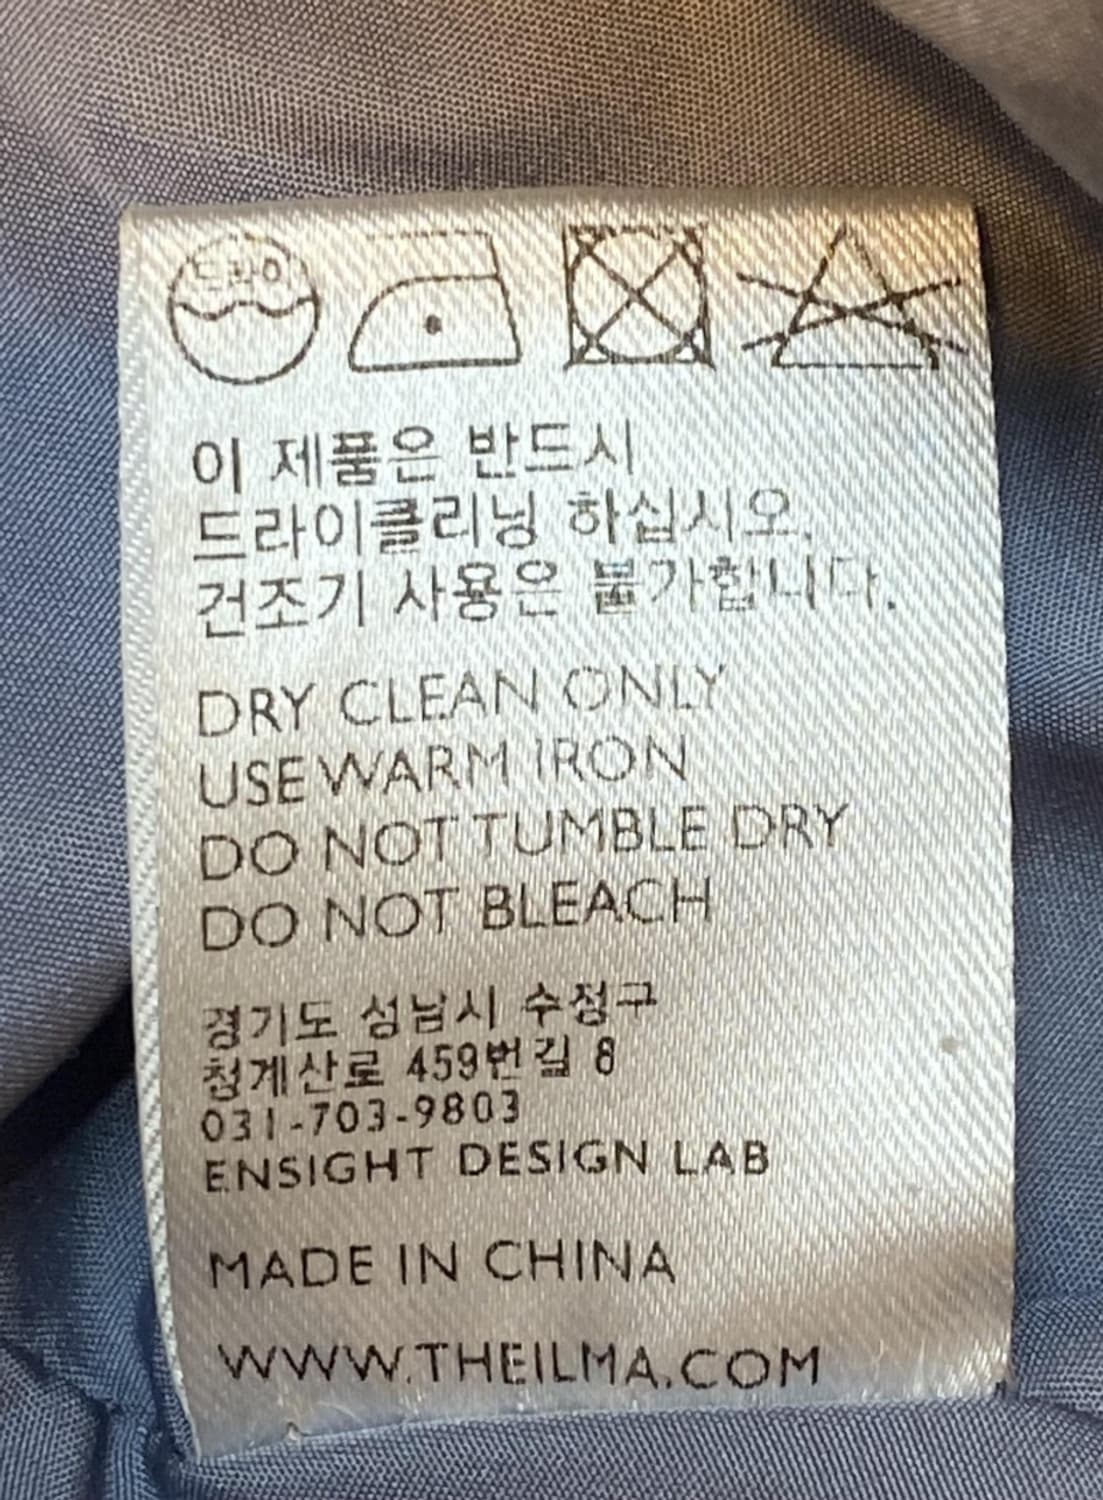 드라이
이 제품은 반드시
드라이클리닝 하십시오.
건조기 사용은 불가합니다.
DRY CLEAN ONLY
USE WARM IRON
DO NOT TUMBLE DRY
DO NOT BLEACH
경기도 성남시 수정구
청계산로 459번길 8
031-703-9803
ENSIGHT DESIGN LAB
MADE IN CHINA
WWW.THEILMA.COM